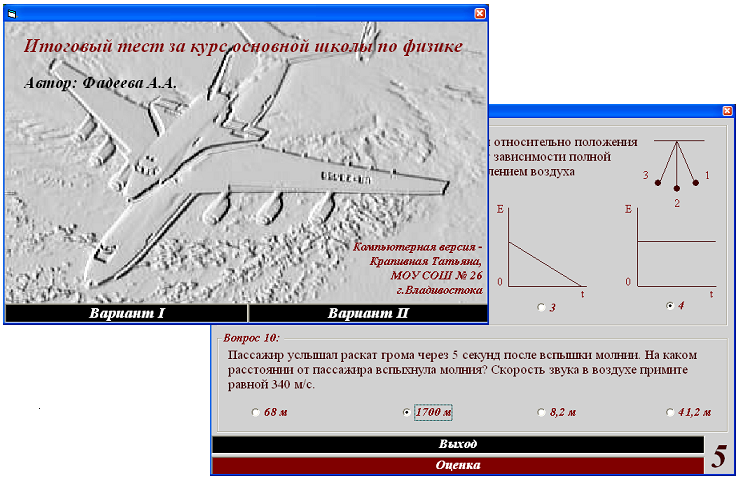 Итоговый тест за курс основной школы по физике
Автор: Фадеева А.А.
Компьютерная версия -
Крапивная Татьяна,
МОУ СОШ № 26
г.Владивостока
Вариант I
Вариант II
относительно положения
зависимости полной
лением воздуха
3
1
2
E
0
t
E
0
t
3
4
Вопрос 10:
Пассажир услышал раскат грома через 5 секунд после вспышки молнии. На каком
расстоянии от пассажира вспыхнула молния? Скорость звука в воздухе примите
равной 340 м/с.
68 м
1700 м
8,2 м
41,2 м
Выход
Оценка
5